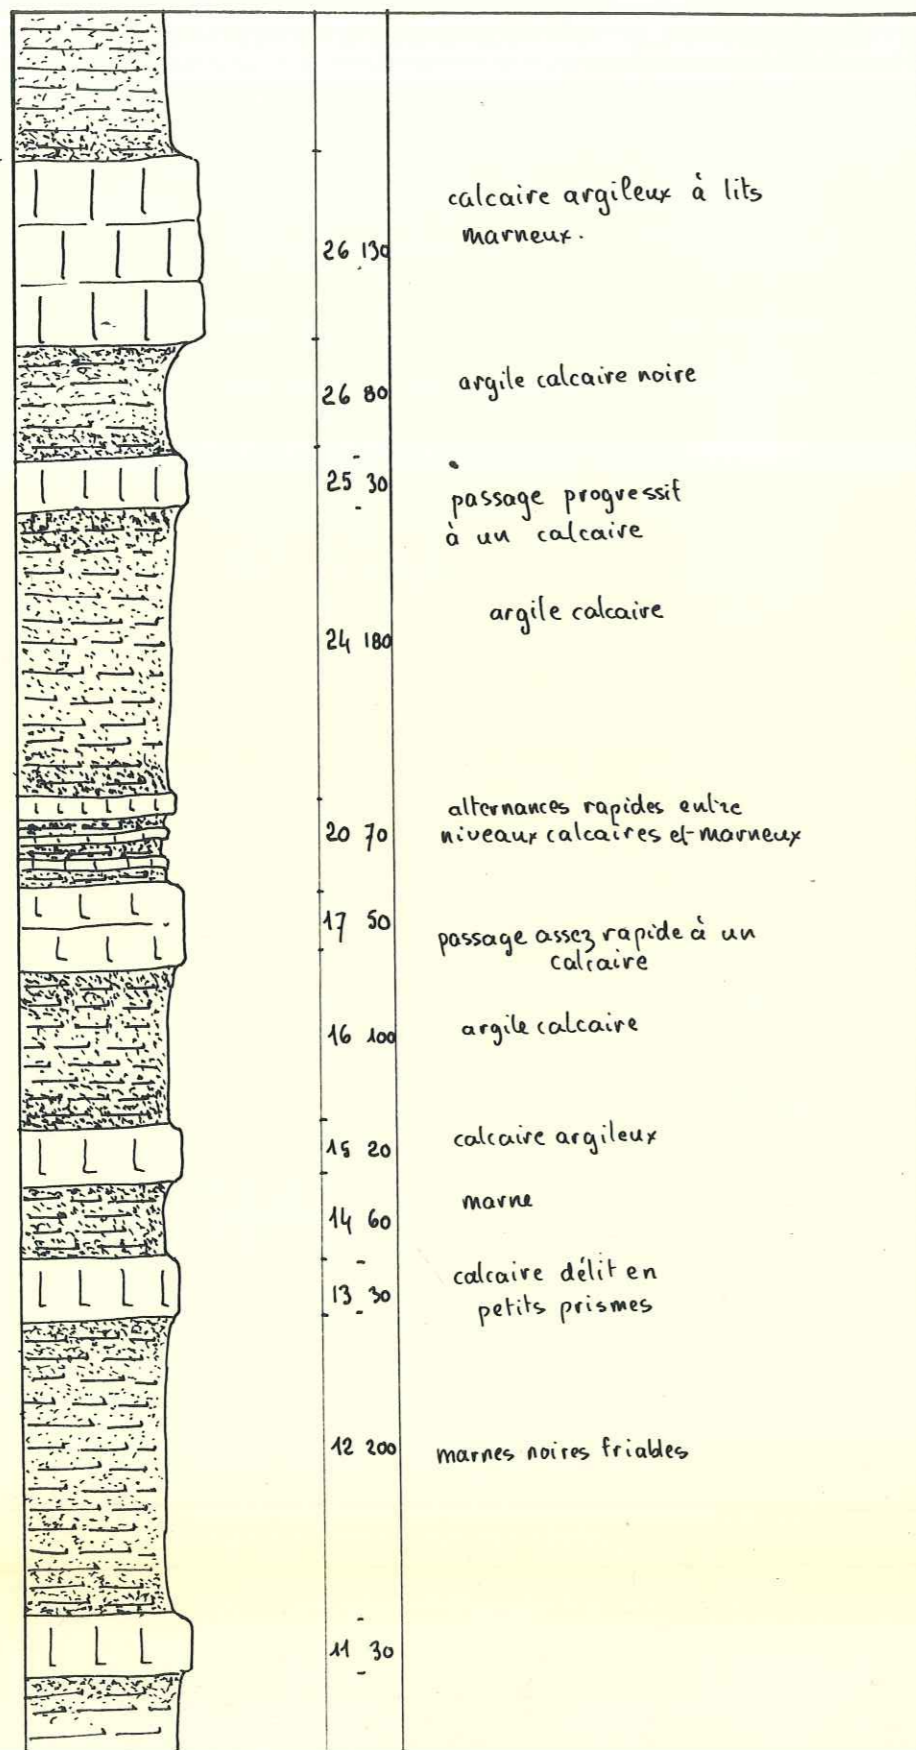 calcaire argileux à lits
26 130 marneux.
26 80 argile calcaire noire
25 30 passage progressif
à un calcaire
argile calcaire
24 180
alternances rapides entre
20 70 niveaux calcaires et marneux
17 50 passage assez rapide à un
calcaire
16 100 argile calcaire
15 20 calcaire argileux
14 60 marne
calcaire délit en
13 30 petits prismes
12 200 marnes noires friables
11 30